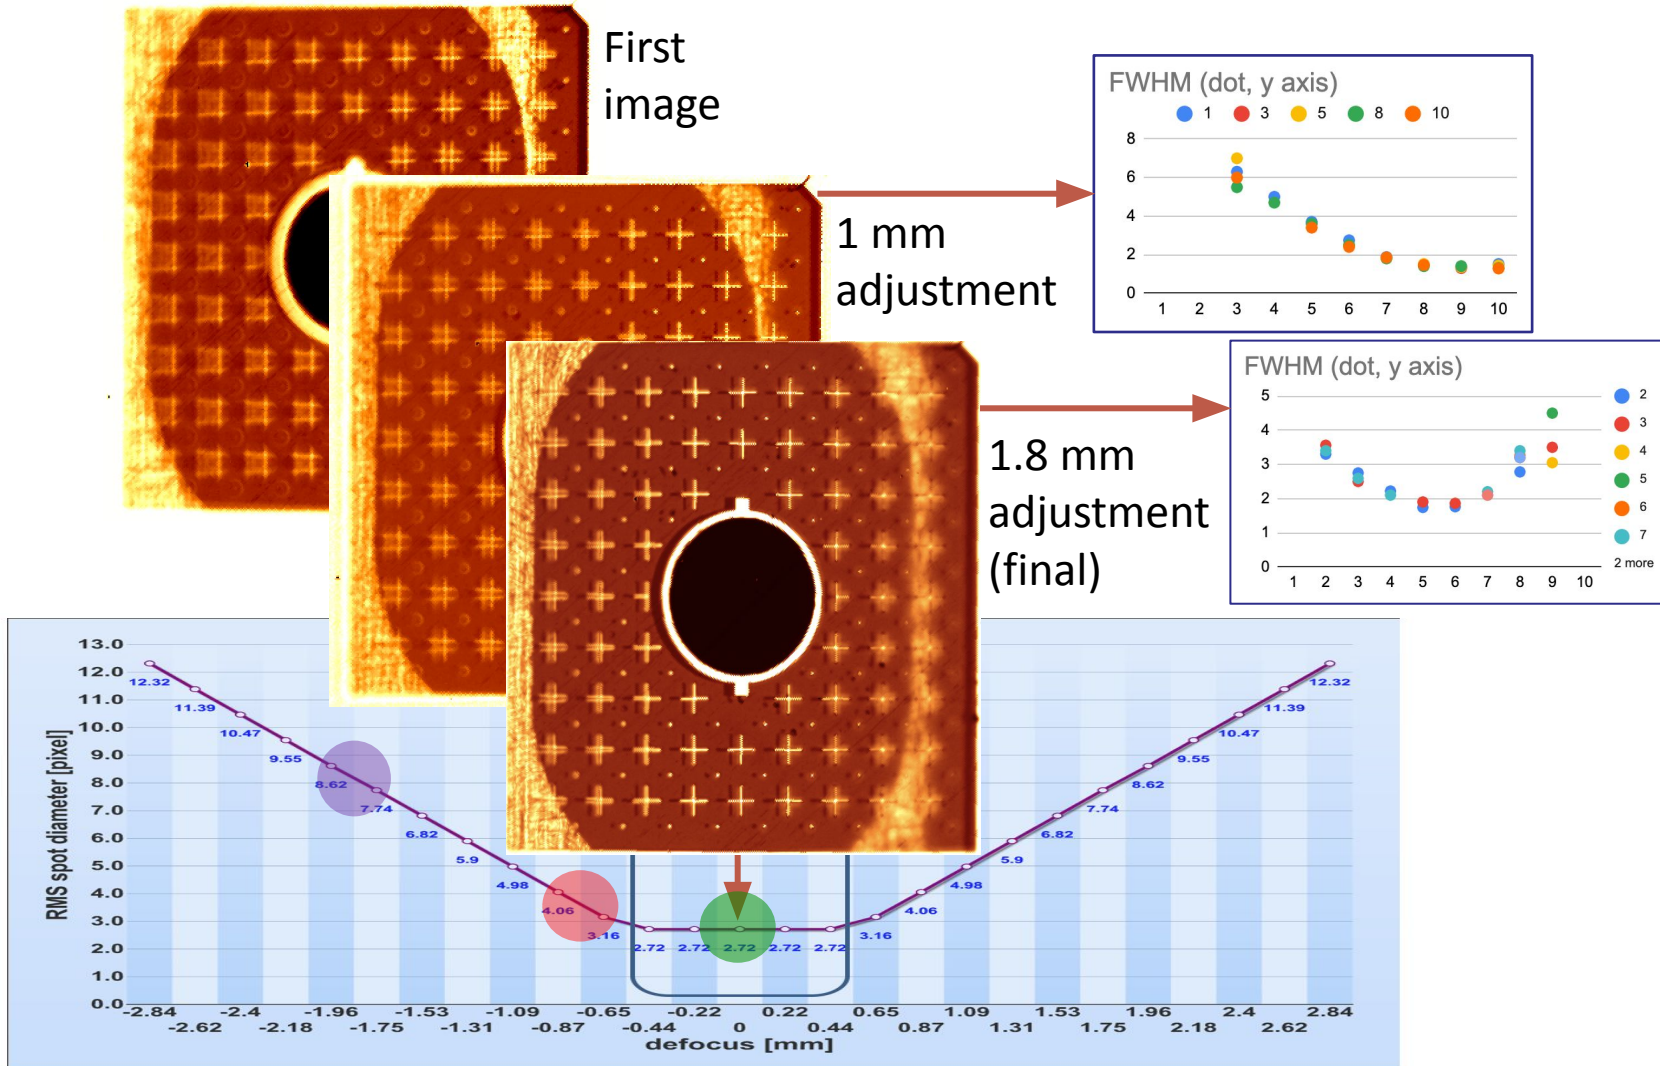 First
image
1 mm
adjustment
1.8 mm
adjustment
(final)
FWHM (dot, y axis)
1 3 5 8 10
8
6
4
2
0
1 2 3 4 5 6 7 8 9 10
FWHM (dot, y axis)
5
4
3
2
1
0
1 2 3 4 5 6 7 8 9 10
2
3
4
5
6
7
2 more
RMS spot diameter [pixel]
13.0
12.0
11.0
10.0
9.0
8.0
7.0
6.0
5.0
4.0
3.0
2.0
1.0
0.0
12.32 11.39 10.47 9.55 8.62 7.74 6.82 5.9 4.98 4.06 3.16 2.72 2.72 2.72 2.72 2.72 3.16 4.06 4.98 5.9 6.82 7.74 8.62 9.55 10.47 11.39 12.32
-2.84 -2.4 -1.96 -1.53 -1.09 -0.65 -0.22 0.22 0.65 1.09 1.53 1.96 2.4 2.84
-2.62 -2.18 -1.75 -1.31 -0.87 -0.44 0 0.44 0.87 1.31 1.75 2.18 2.62
defocus [mm]